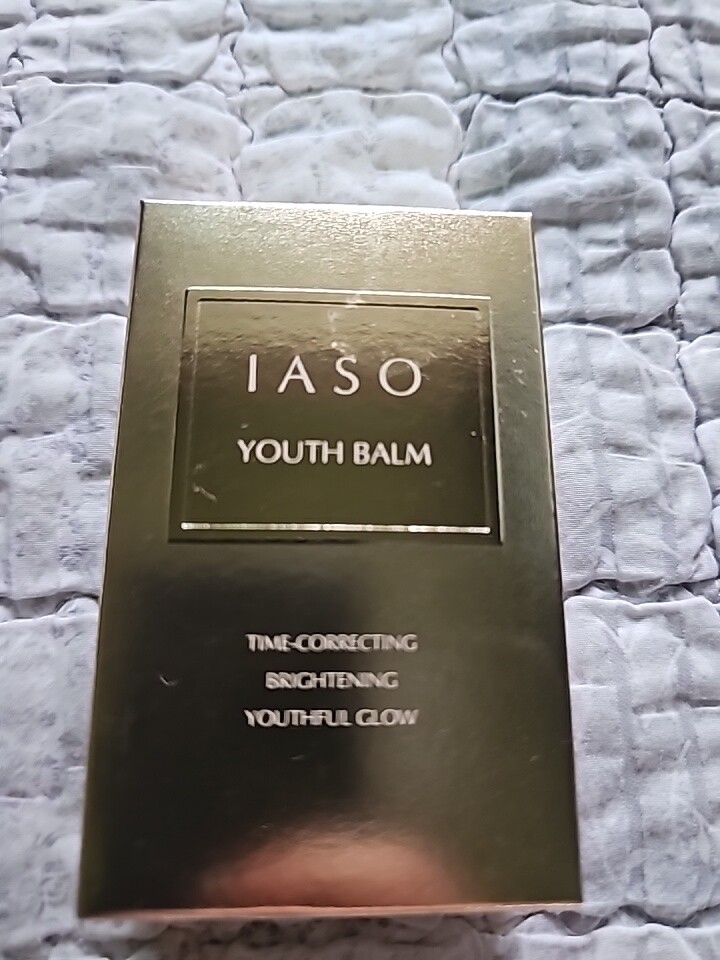 IASO
YOUTH BALM
TIME-CORRECTING
BRIGHTENING
YOUTHFUL GLOW